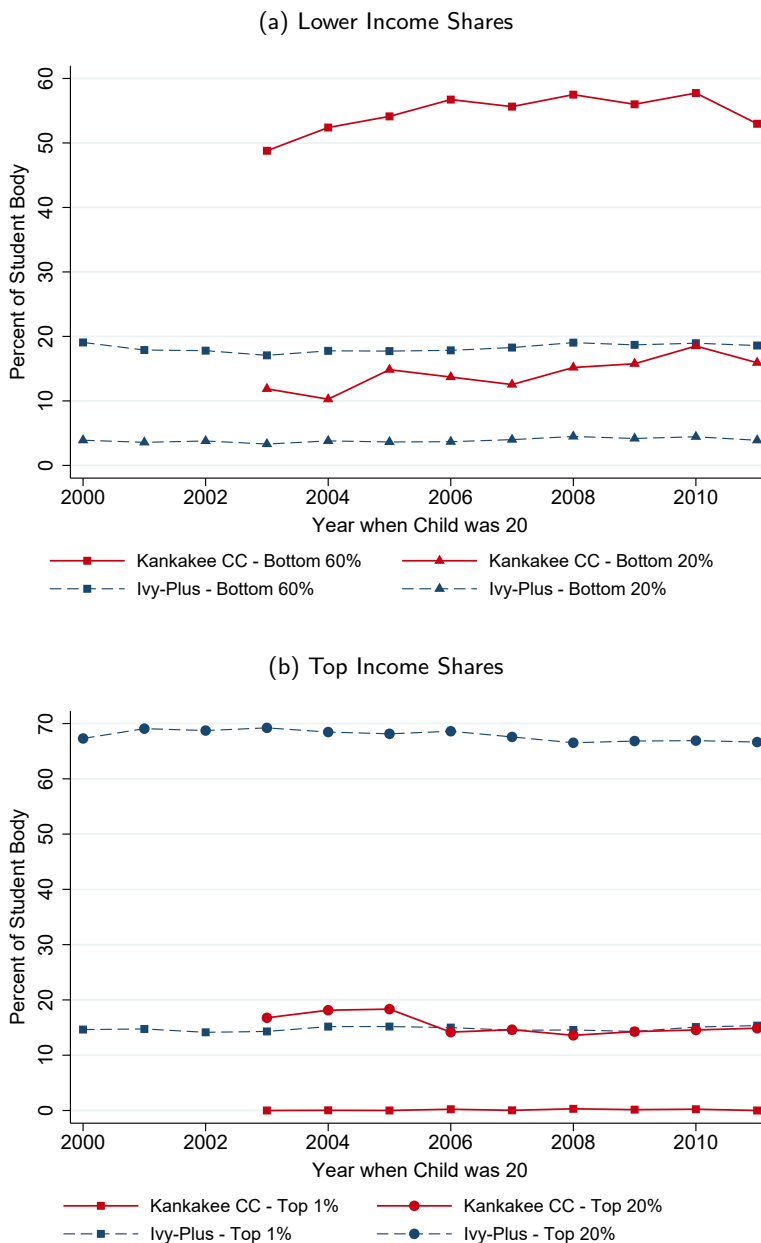 (a) Lower Income Shares
Percent of Student Body
60
50
40
30
20
10
0
2000 2002 2004 2006 2008 2010
Year when Child was 20
Kankakee CC - Bottom 60% Kankakee CC - Bottom 20%
Ivy-Plus - Bottom 60% Ivy-Plus - Bottom 20%
(b) Top Income Shares
Percent of Student Body
70
60
50
40
30
20
10
0
2000 2002 2004 2006 2008 2010
Year when Child was 20
Kankakee CC - Top 1% Kankakee CC - Top 20%
Ivy-Plus - Top 1% Ivy-Plus - Top 20%